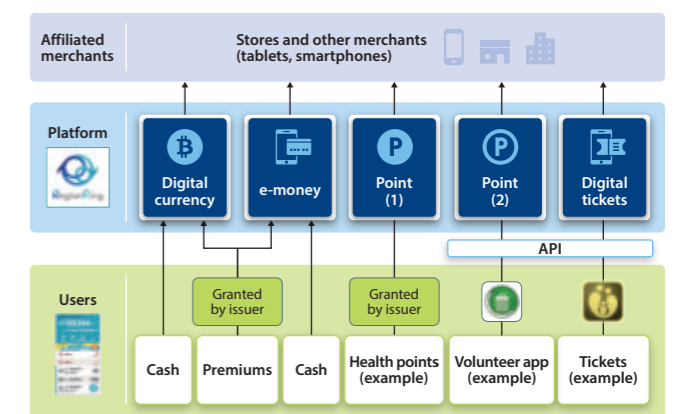 Affiliated
merchants
Stores and other merchants
(tablets, smartphones)
Platform
RegionRing
Digital
currency
e-money
Point
(1)
Point
(2)
Digital
tickets
API
Users
Granted
by issuer
Granted
by issuer
Cash
Premiums
Cash
Health points
(example)
Volunteer app
(example)
Tickets
(example)